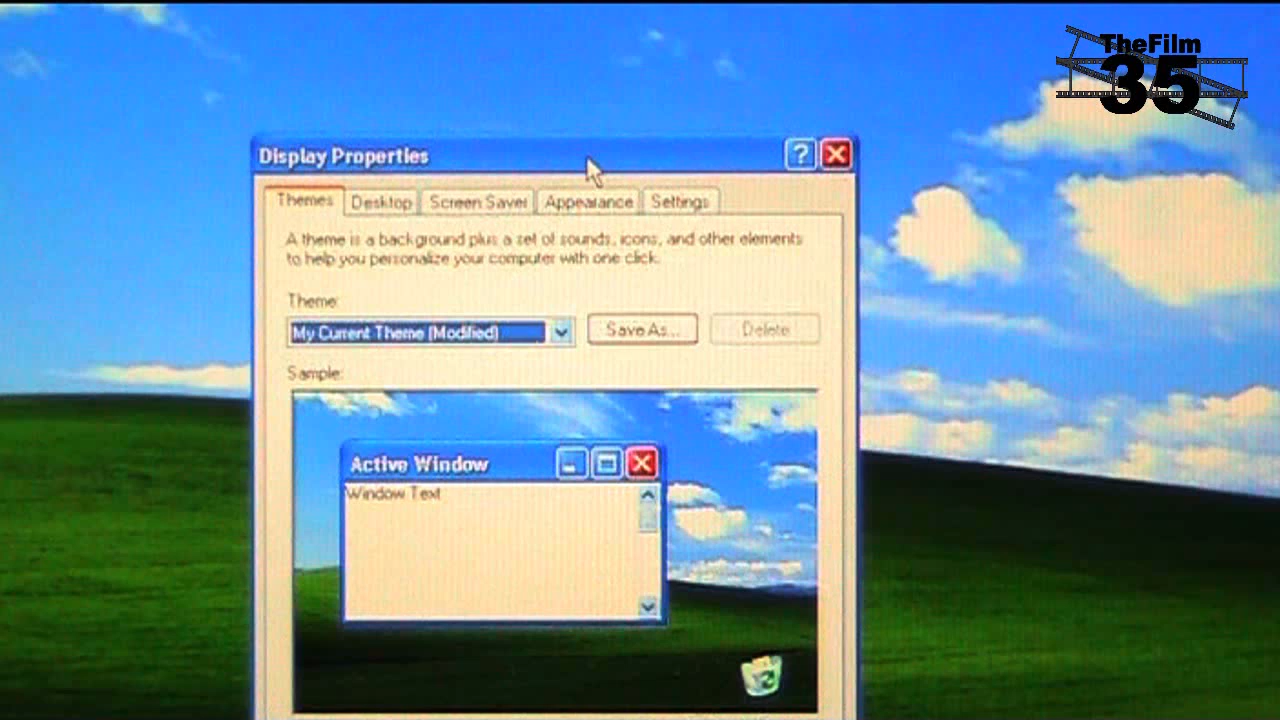 TheFilm
35
Display Properties
Themes Desktop Screen Saver Appearance Settings
A theme is a background plus a set of sounds, icons, and other elements
to help you personalize your computer with one click.
Theme:
My Current Theme (Modified) Save As... Delete
Sample:
Active Window
Window Text